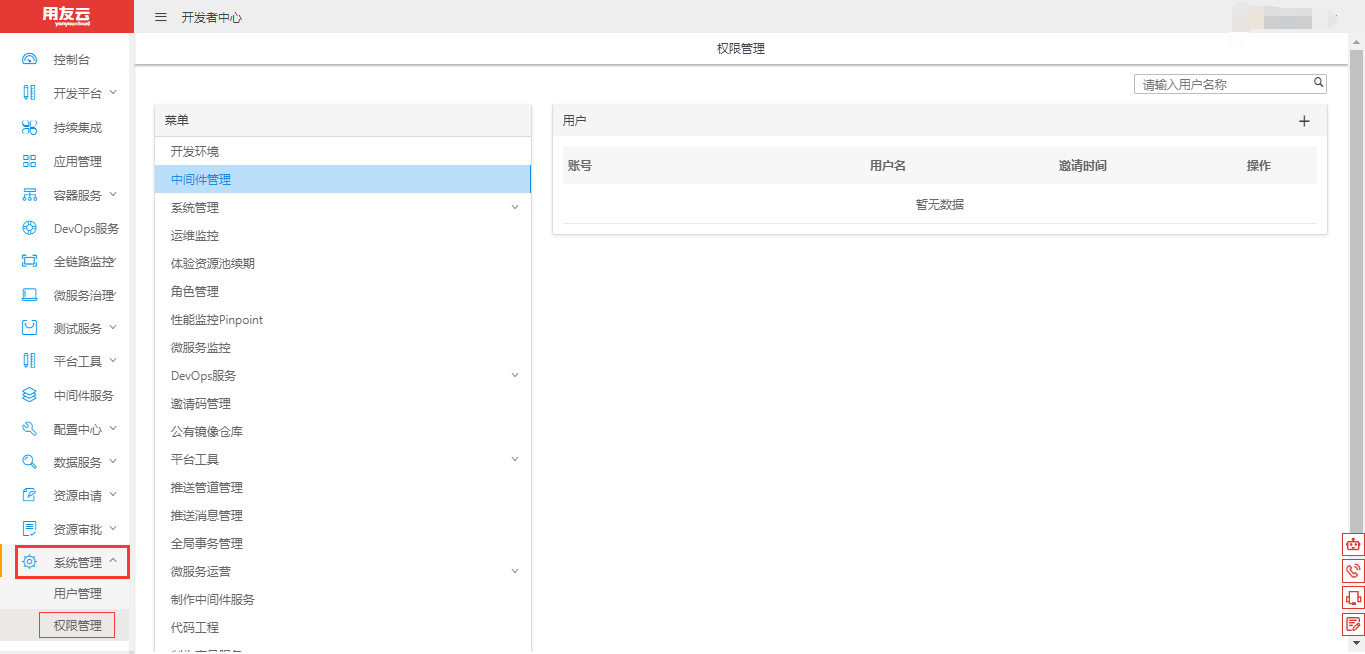 用友云
yonyoucloud
开发者中心
控制台
开发平台
持续集成
应用管理
容器服务
DevOps服务
全链路监控
微服务治理
测试服务
平台工具
中间件服务
配置中心
数据服务
资源申请
资源审批
系统管理
用户管理
权限管理
权限管理
请输入用户名称
菜单
开发环境
中间件管理
系统管理
运维监控
体验资源池续期
角色管理
性能监控Pinpoint
微服务监控
DevOps服务
邀请码管理
公有镜像仓库
平台工具
推送管道管理
推送消息管理
全局事务管理
微服务运营
制作中间件服务
代码工程
用户
账号 用户名 邀请时间 操作
暂无数据